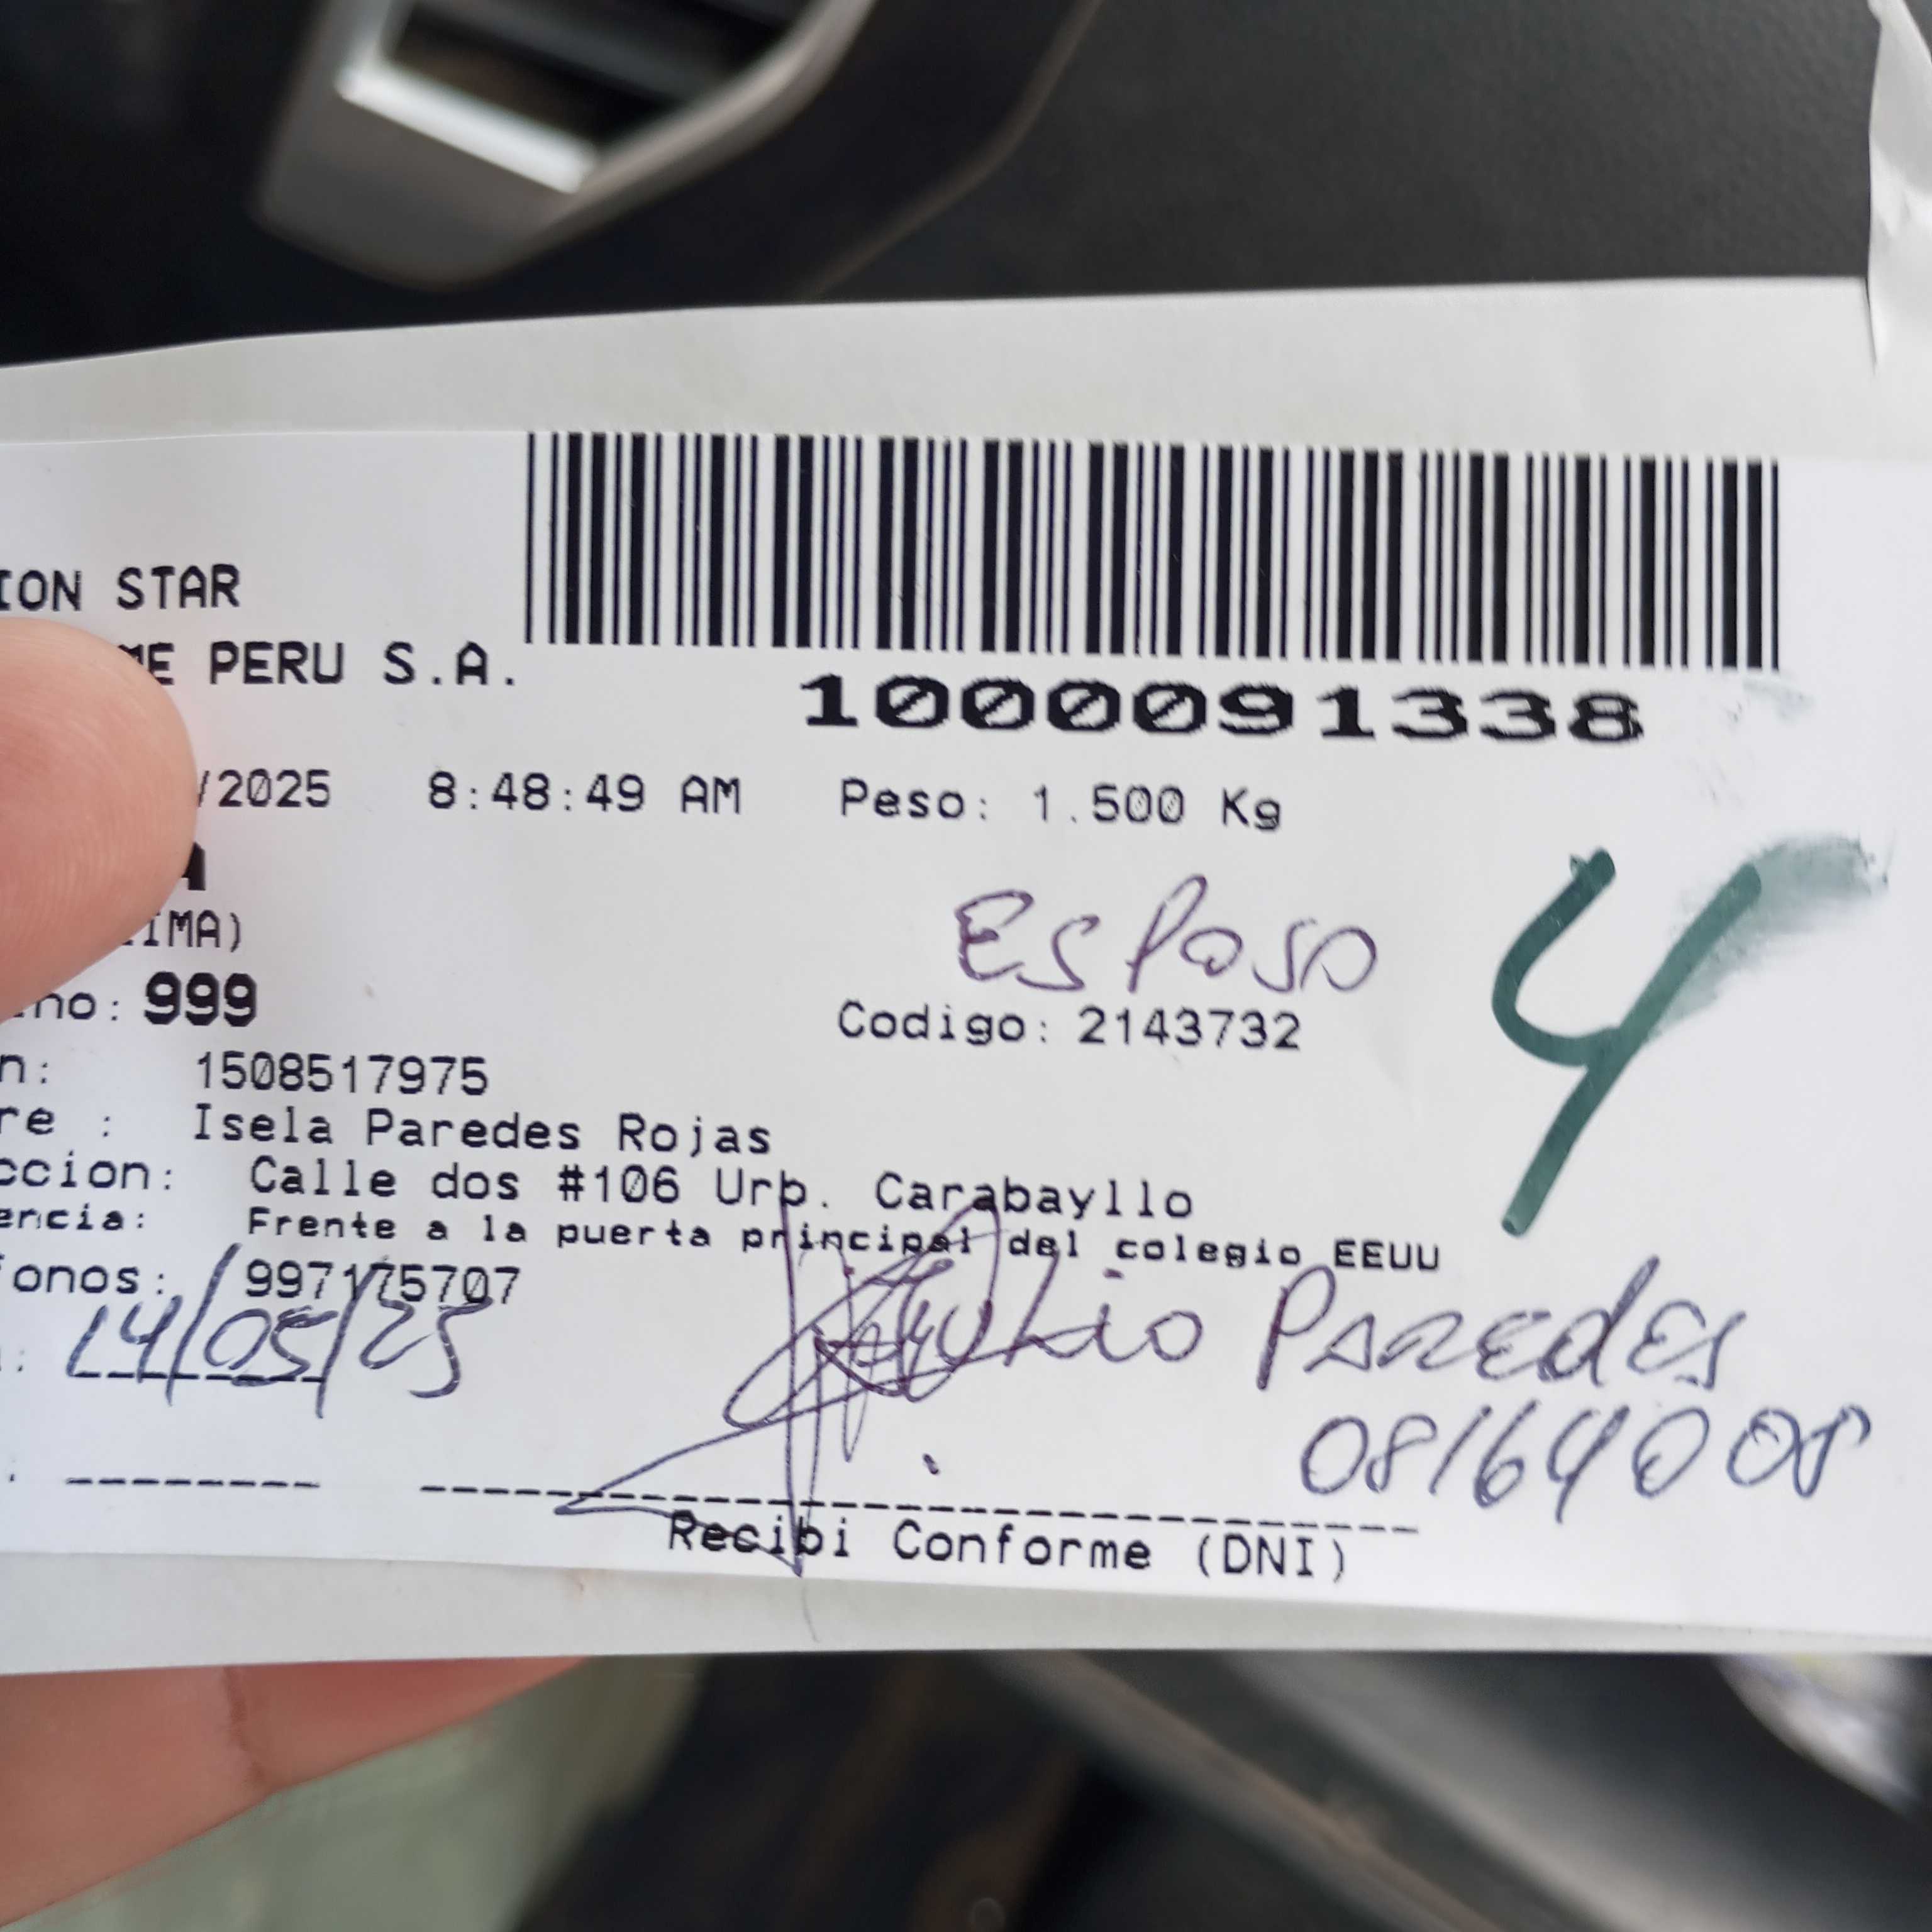 ION STAR
ME PERU S.A.
1000091338
/2025 8:48:49 AM Peso: 1.500 Kg
A
IMA)
Esposo
4
no: 999
Codigo: 2143732
n: 1508517975
re : Isela Paredes Rojas
ccion: Calle dos #106 Urb. Carabayllo
encia: Frente a la puerta principal del colegio EEUU
onos: 997175707
: 14/05/25
Julio Paredes
08164008
Recibi Conforme (DNI)